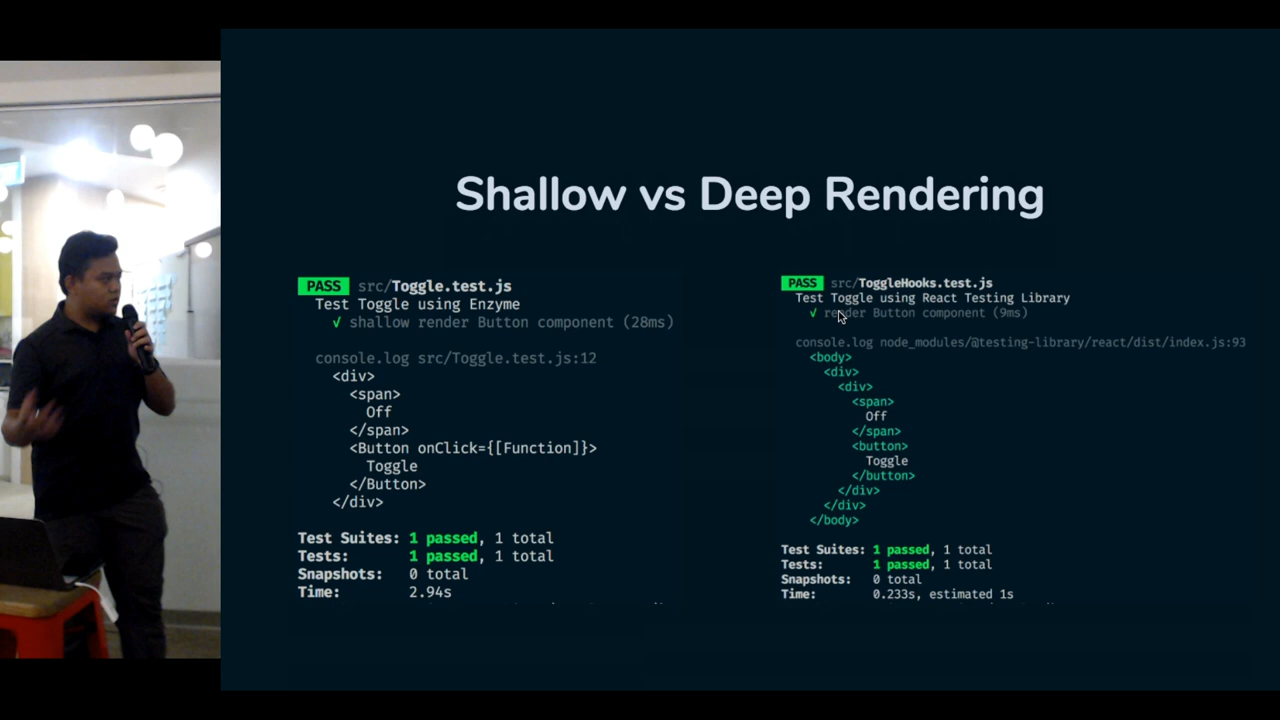 Shallow vs Deep Rendering
PASS src/Toggle.test.js
Test Toggle using Enzyme
√ shallow render Button component (28ms)
console.log src/Toggle.test.js:12
<div>
<span>
Off
</span>
<Button onClick={[Function]}>
Toggle
</Button>
</div>
Test Suites: 1 passed, 1 total
Tests: 1 passed, 1 total
Snapshots: 0 total
Time: 2.94s
PASS src/ToggleHooks.test.js
Test Toggle using React Testing Library
√ render Button component (9ms)
console.log node_modules/@testing-library/react/dist/index.js:93
<body>
<div>
<div>
<span>
Off
</span>
<button>
Toggle
</button>
</div>
</div>
</body>
Test Suites: 1 passed, 1 total
Tests: 1 passed, 1 total
Snapshots: 0 total
Time: 0.233s, estimated 1s